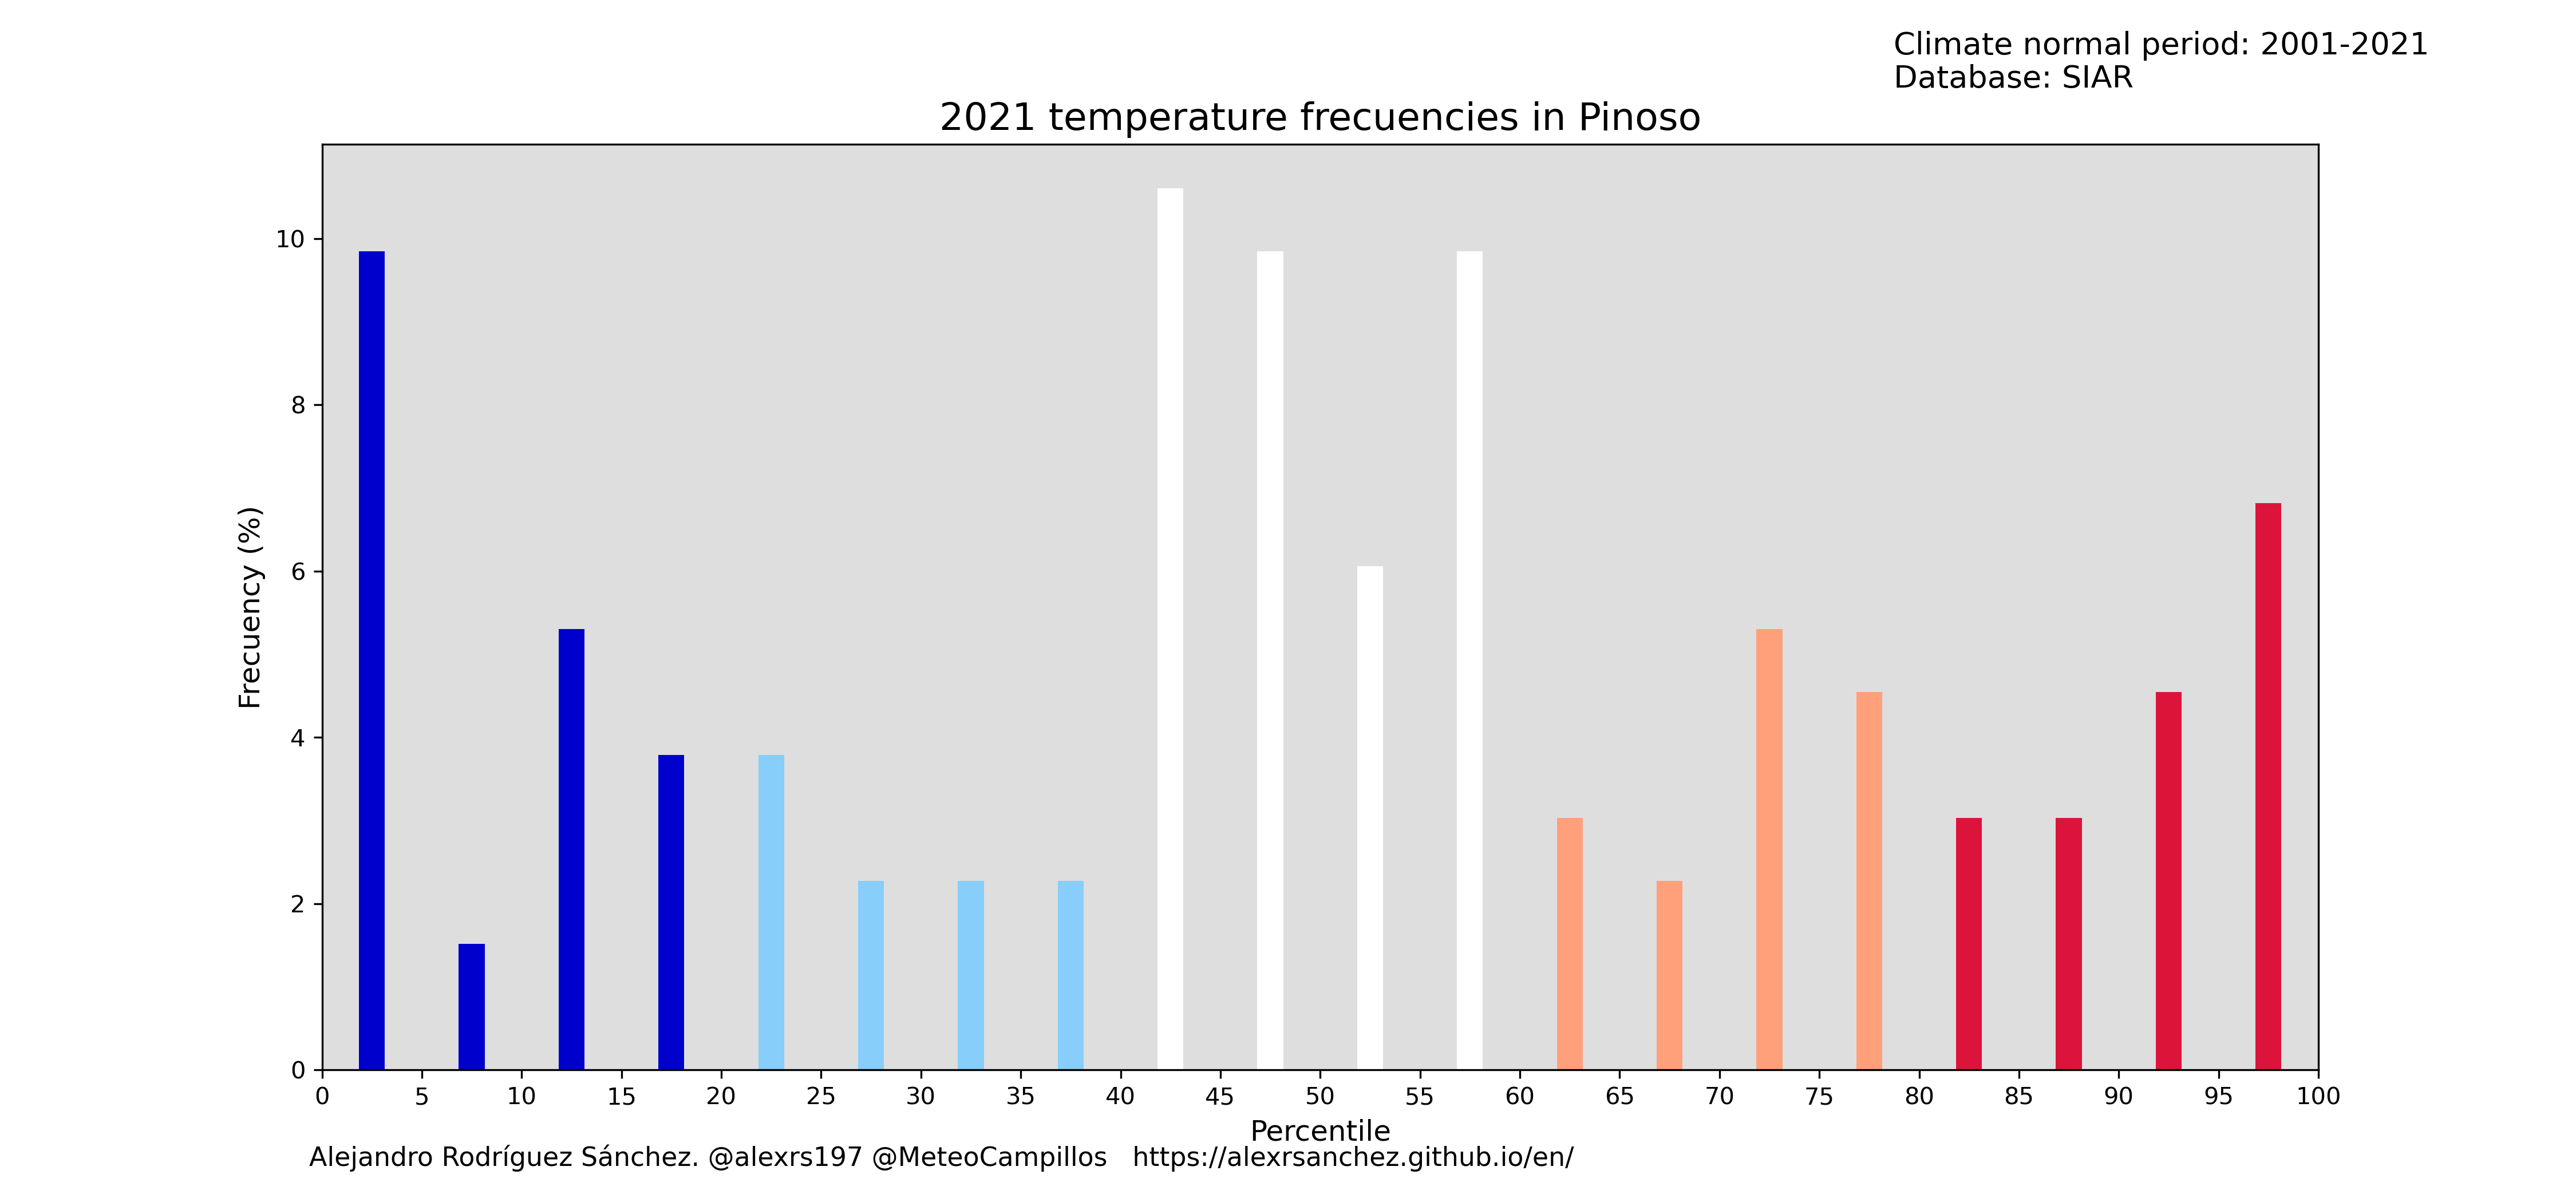 Climate normal period: 2001-2021
Database: SIAR
2021 temperature frecuencies in Pinoso
Frecuency (%)
10
8
6
4
2
0
0 5 10 15 20 25 30 35 40 45 50 55 60 65 70 75 80 85 90 95 100
Percentile
Alejandro Rodríguez Sánchez. @alexrs197 @MeteoCampillos https://alexrsanchez.github.io/en/